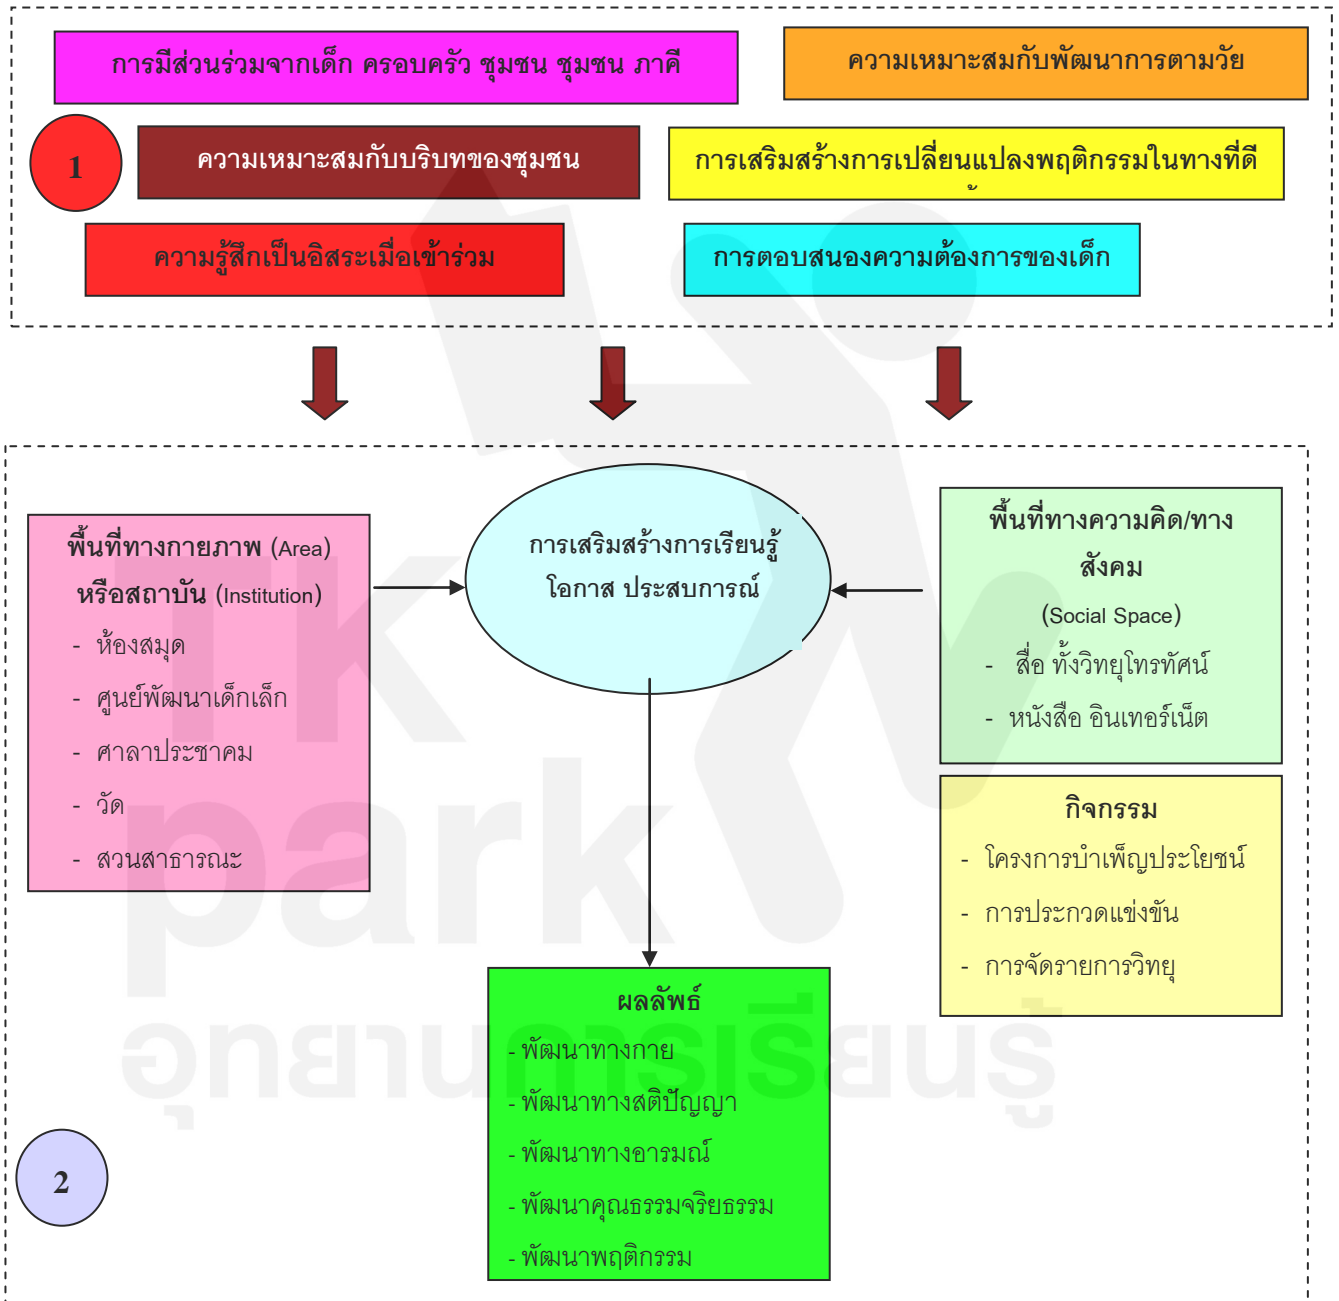 การมีส่วนร่วมจากเด็ก ครอบครัว ชุมชน ชุมชน ภาคี
ความเหมาะสมกับพัฒนาการตามวัย
1
ความเหมาะสมกับบริบทของชุมชน
การเสริมสร้างการเปลี่ยนแปลงพฤติกรรมในทางที่ดี
ความรู้สึกเป็นอิสระเมื่อเข้าร่วม
การตอบสนองความต้องการของเด็ก
พื้นที่ทางกายภาพ (Area)
หรือสถาบัน (Institution)
- ห้องสมุด
- ศูนย์พัฒนาเด็กเล็ก
- ศาลาประชาคม
- วัด
- สวนสาธารณะ
การเสริมสร้างการเรียนรู้
โอกาส ประสบการณ์
พื้นที่ทางความคิด/ทาง
สังคม
(Social Space)
- สื่อ ทั้งวิทยุโทรทัศน์
- หนังสือ อินเทอร์เน็ต
กิจกรรม
- โครงการบำเพ็ญประโยชน์
- การประกวดแข่งขัน
- การจัดรายการวิทยุ
ผลลัพธ์
- พัฒนาทางกาย
- พัฒนาทางสติปัญญา
- พัฒนาทางอารมณ์
- พัฒนาคุณธรรมจริยธรรม
- พัฒนาพฤติกรรม
2
TK
park
อุทยานการเรียนรู้